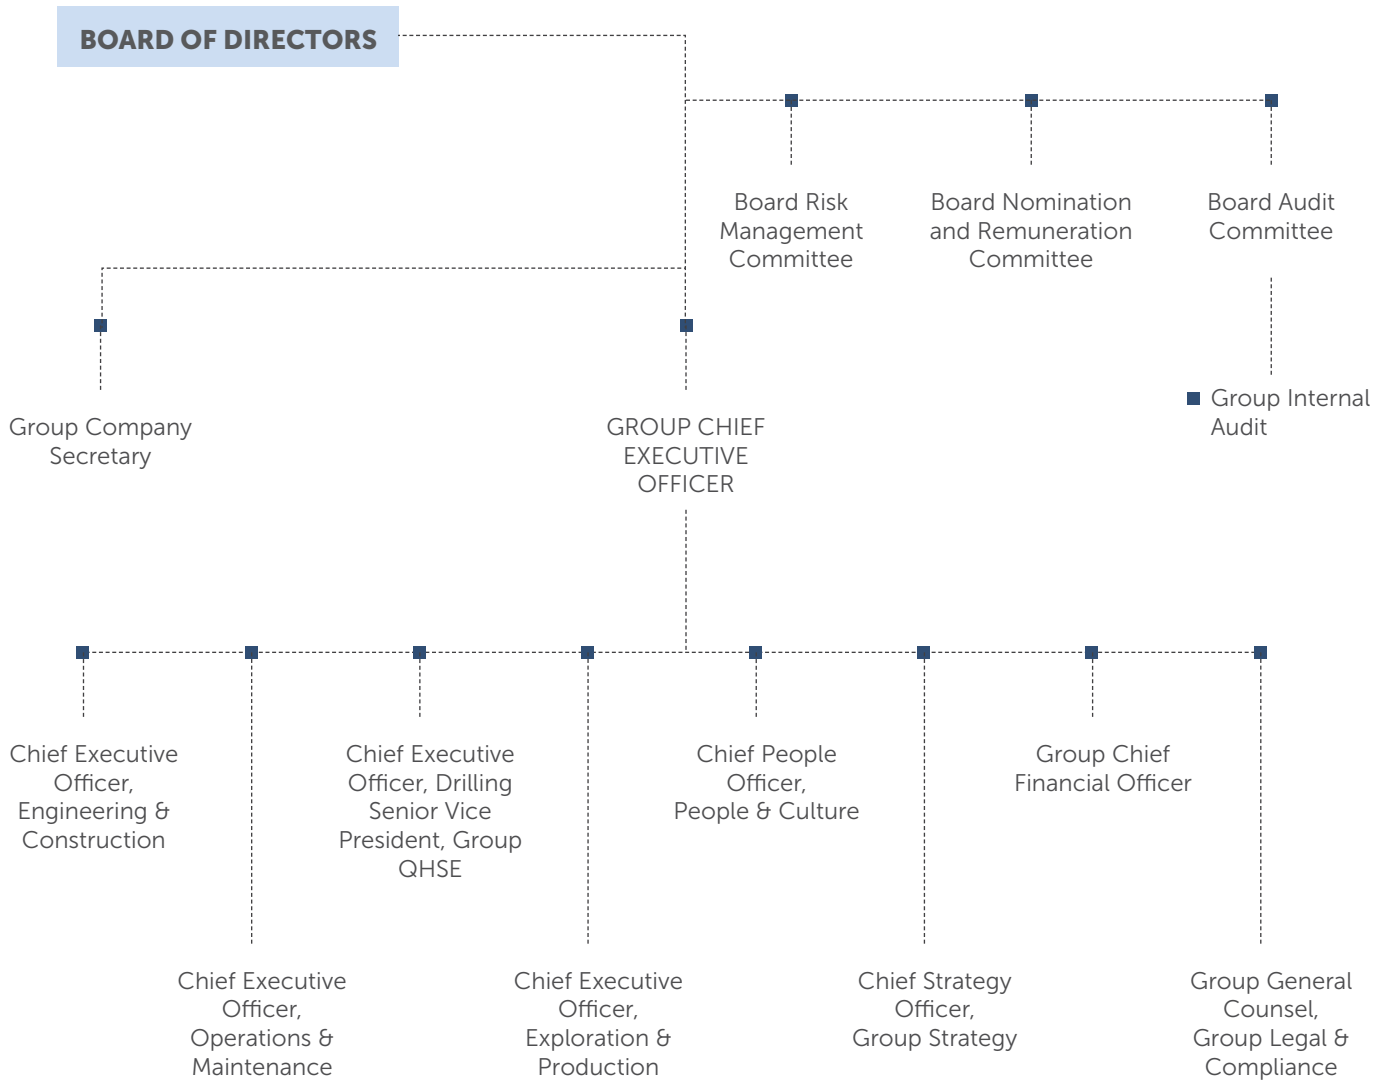 BOARD OF DIRECTORS
Board Risk
Management
Committee
Board Nomination
and Remuneration
Committee
Board Audit
Committee
Group Internal
Audit
Group Company
Secretary
GROUP CHIEF
EXECUTIVE
OFFICER
Chief Executive
Officer,
Engineering &
Construction
Chief Executive
Officer, Drilling
Senior Vice
President, Group
QHSE
Chief People
Officer,
People & Culture
Group Chief
Financial Officer
Chief Executive
Officer,
Operations &
Maintenance
Chief Executive
Officer,
Exploration &
Production
Chief Strategy
Officer,
Group Strategy
Group General
Counsel,
Group Legal &
Compliance